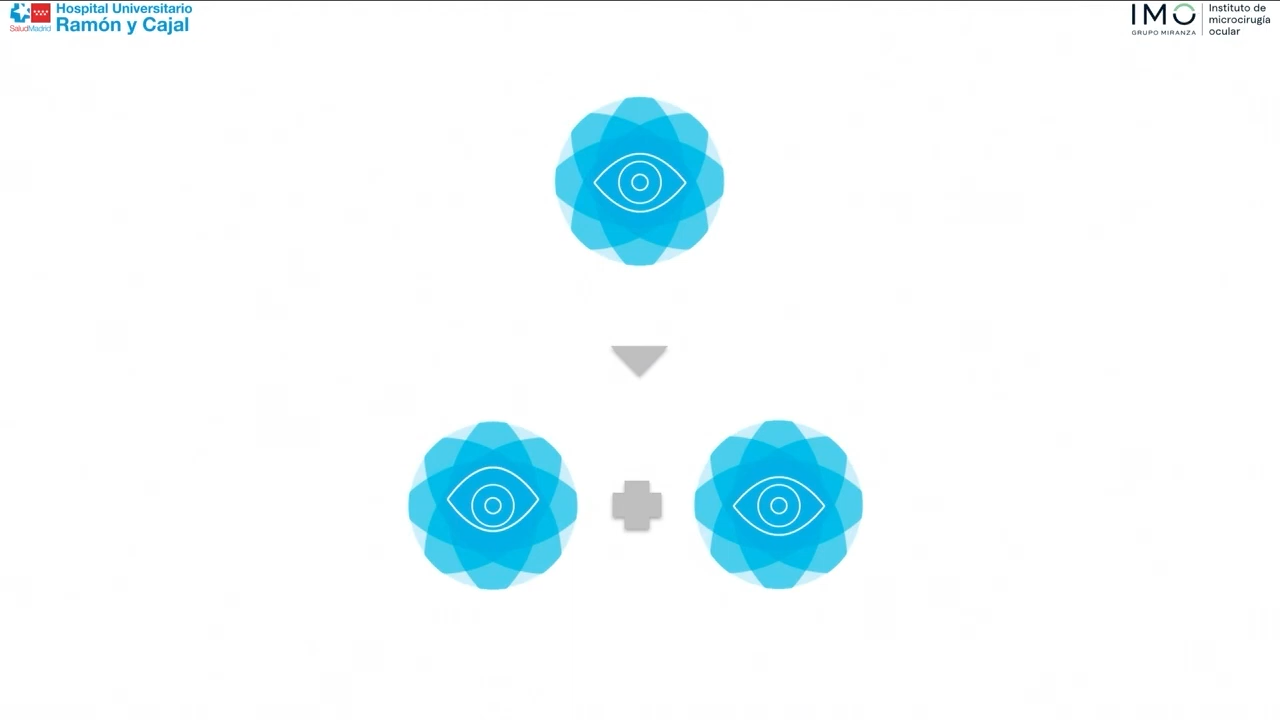 Hospital Universitario
Ramón y Cajal
SaludMadrid
IMO
GRUPO MIRANZA
Instituto de
microcirugía
ocular